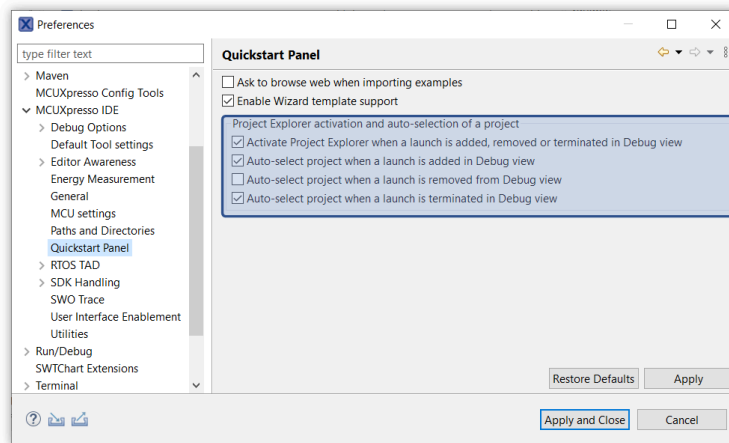 Preferences
type filter text
Maven
MCUXpresso Config Tools
MCUXpresso IDE
Debug Options
Default Tool settings
Editor Awareness
Energy Measurement
General
MCU settings
Paths and Directories
Quickstart Panel
RTOS TAD
SDK Handling
SWO Trace
User Interface Enablement
Utilities
Run/Debug
SWTChart Extensions
Terminal
Quickstart Panel
Ask to browse web when importing examples
Enable Wizard template support
Project Explorer activation and auto-selection of a project
Activate Project Explorer when a launch is added, removed or terminated in Debug view
Auto-select project when a launch is added in Debug view
Auto-select project when a launch is removed from Debug view
Auto-select project when a launch is terminated in Debug view
Restore Defaults
Apply
Apply and Close
Cancel